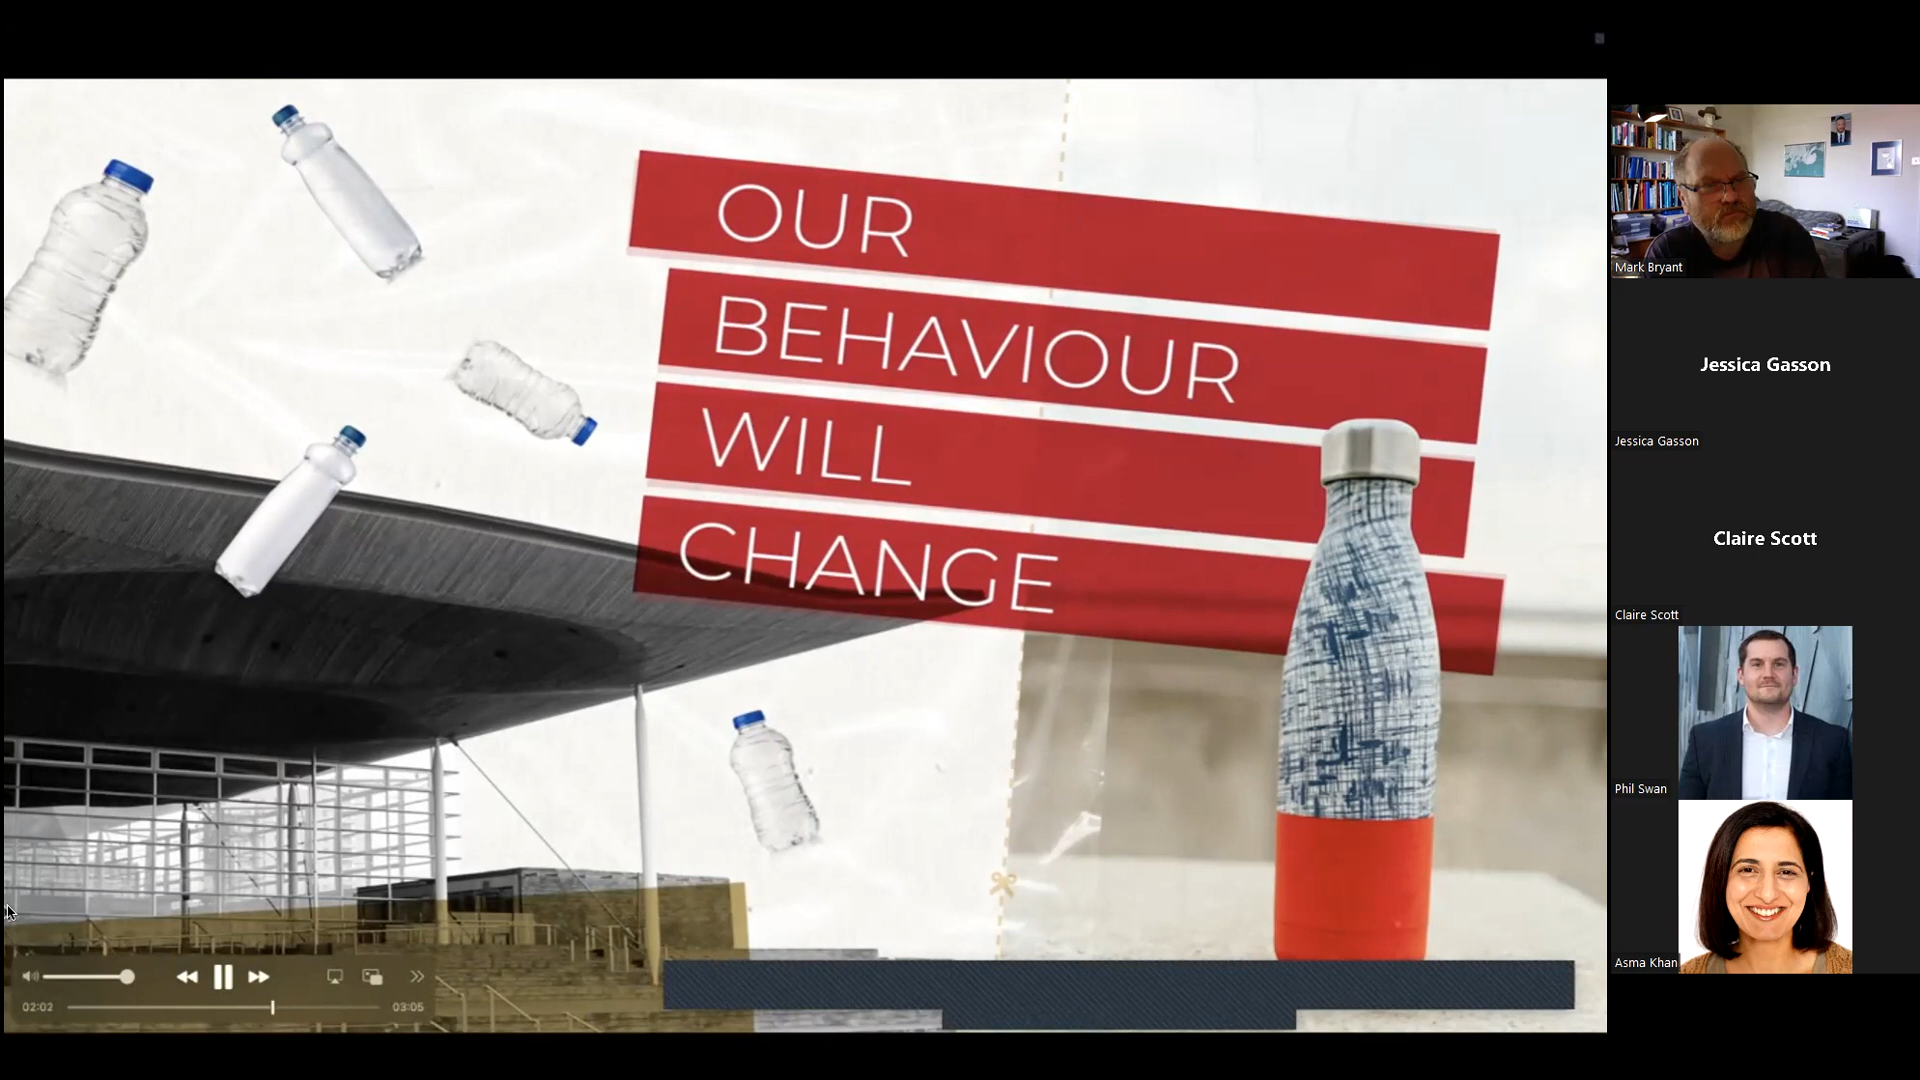 OUR
BEHAVIOUR
WILL
CHANGE
02:02
03:05
Mark Bryant
Jessica Gasson
Jessica Gasson
Claire Scott
Claire Scott
Phil Swan
Asma Khan